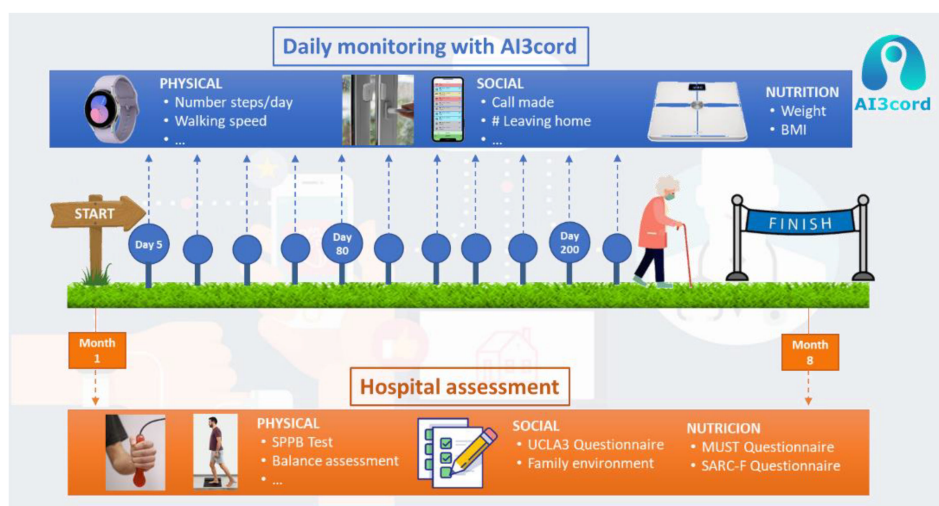 Daily monitoring with AI3cord
PHYSICAL
• Number steps/day
• Walking speed
• ...
SOCIAL
• Call made
• # Leaving home
• ...
NUTRITION
• Weight
• BMI
AI3cord
START
Day 5
Day
80
Day
200
FINISH
Month
1
Month
8
Hospital assessment
PHYSICAL
• SPPB Test
• Balance assessment
• ...
SOCIAL
• UCLA3 Questionnaire
• Family environment
NUTRICION
• MUST Questionnaire
• SARC-F Questionnaire